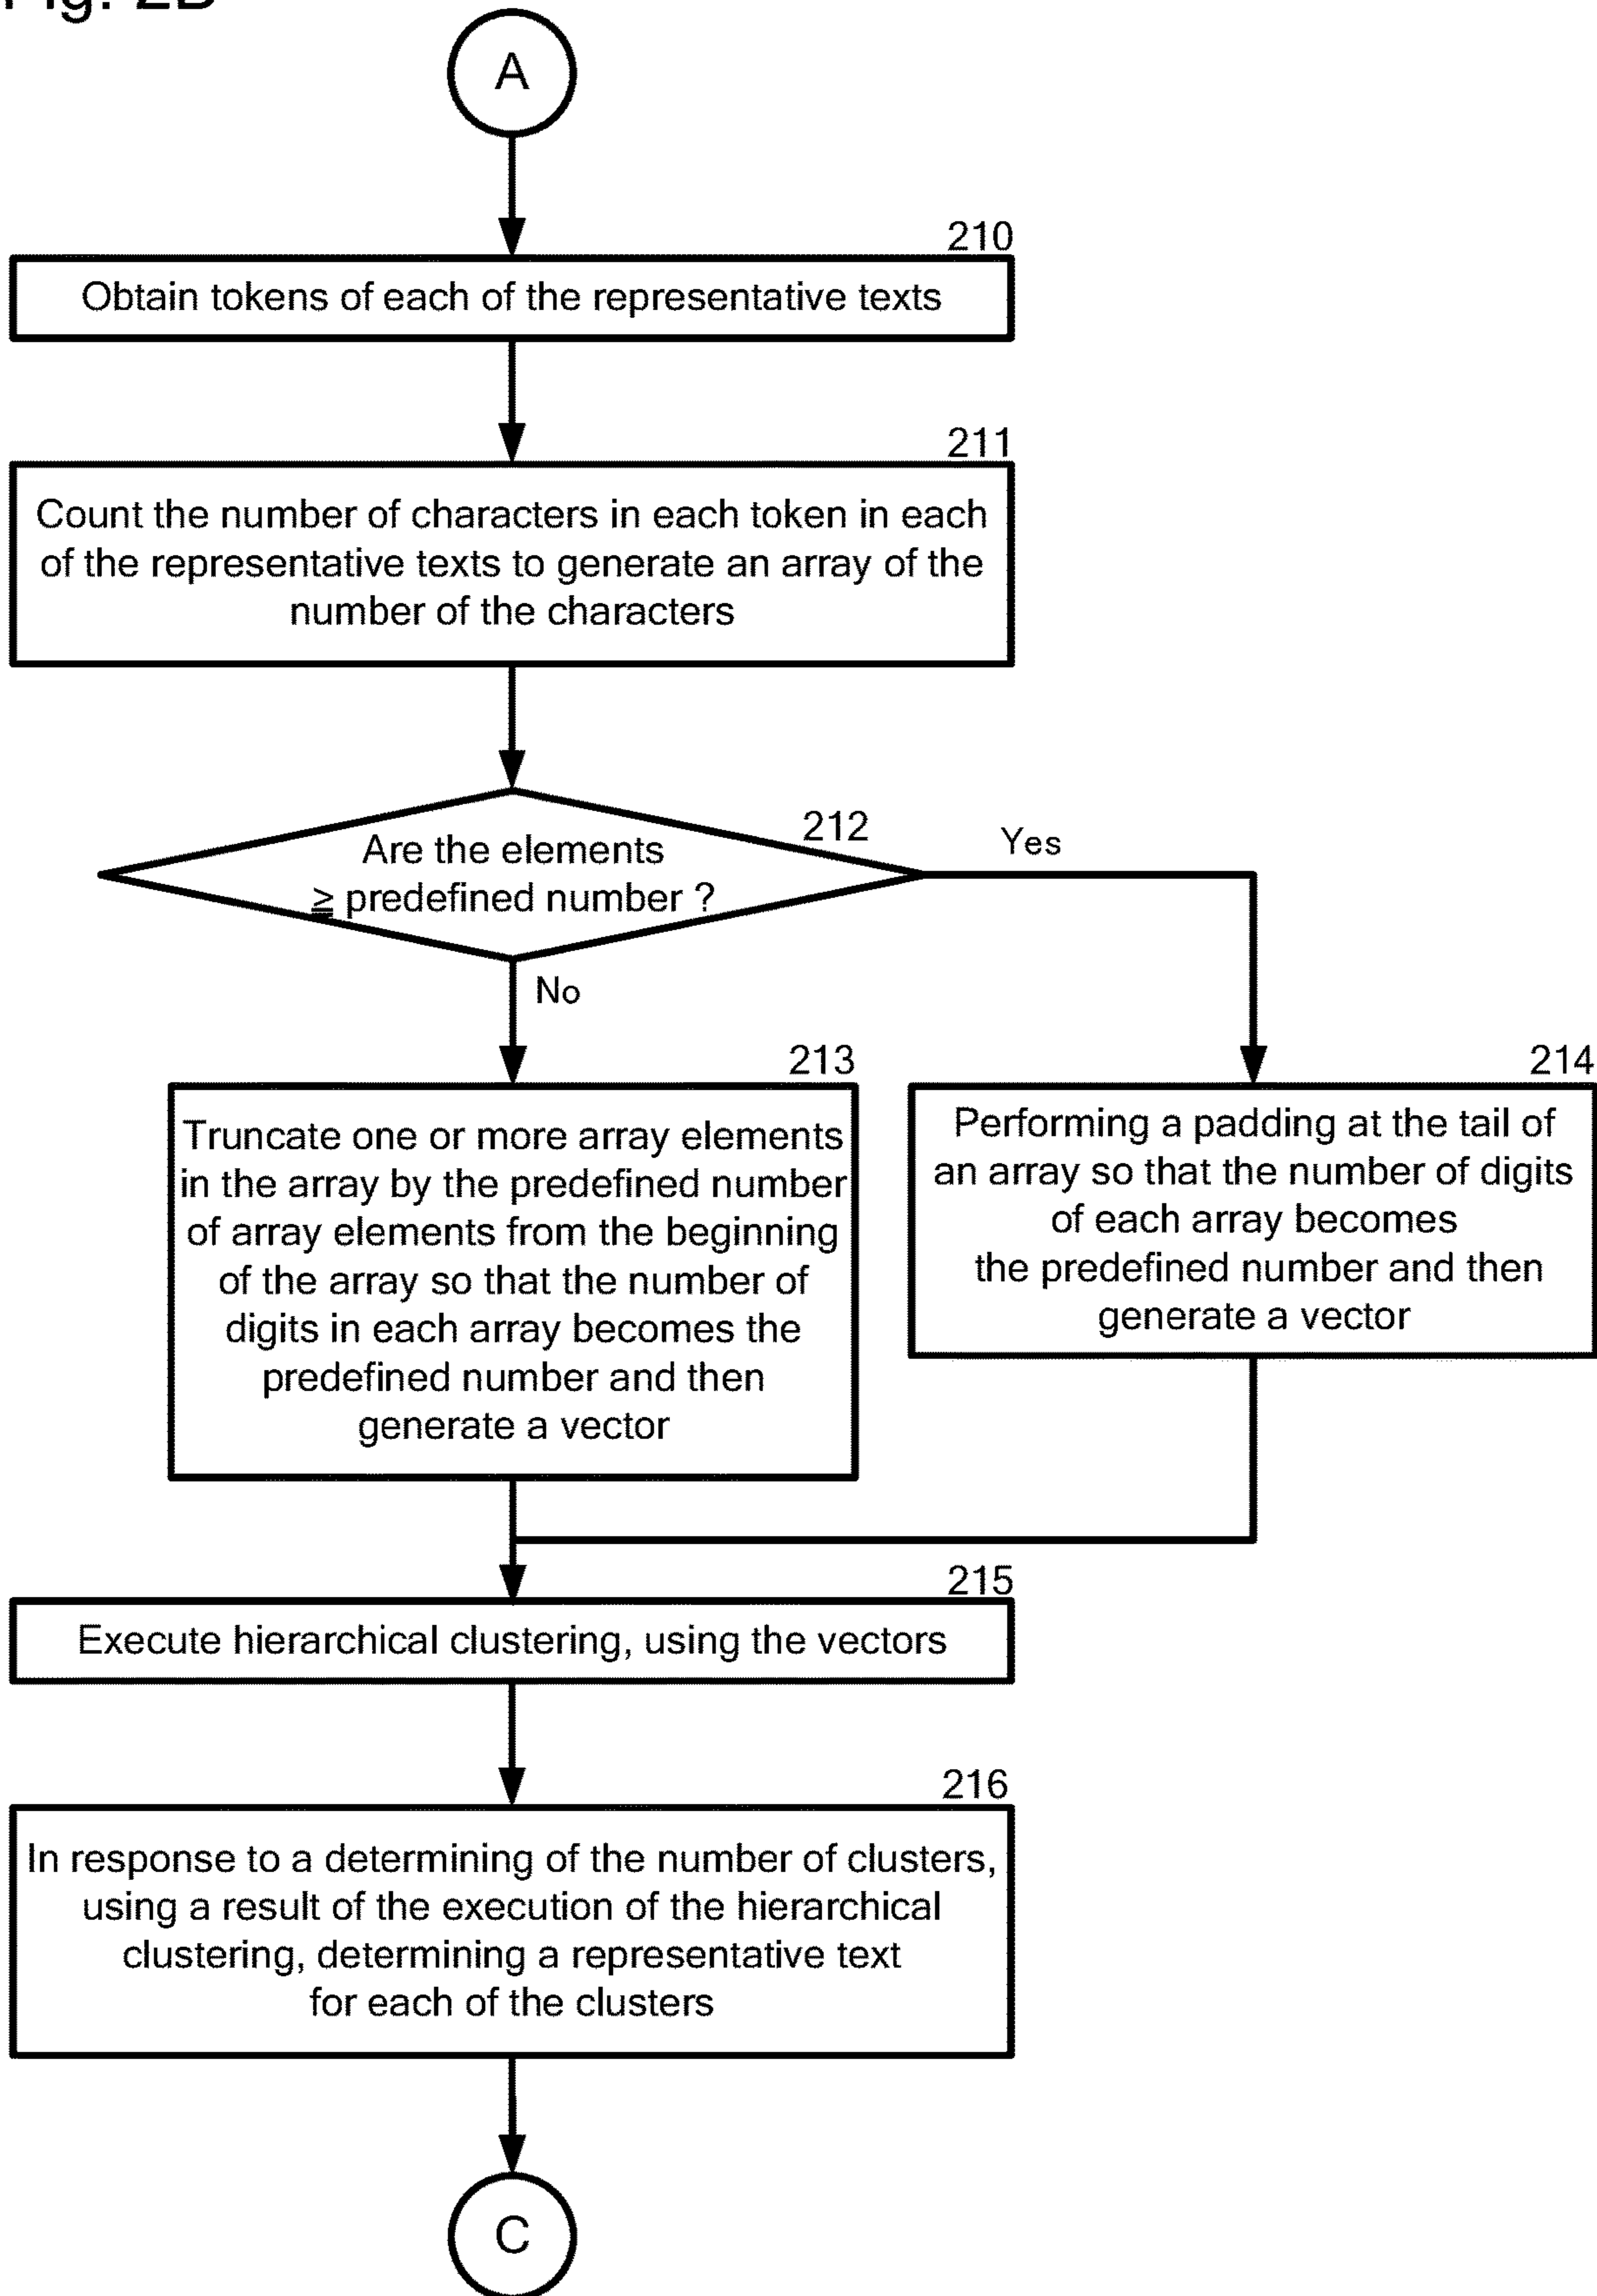 Fig. 2B
A
210
Obtain tokens of each of the representative texts
211
Count the number of characters in each token in each
of the representative texts to generate an array of the
number of the characters
212
Are the elements
≧ predefined number ?
Yes
No
213
Truncate one or more array elements
in the array by the predefined number
of array elements from the beginning
of the array so that the number of
digits in each array becomes the
predefined number and then
generate a vector
214
Performing a padding at the tail of
an array so that the number of digits
of each array becomes
the predefined number and then
generate a vector
215
Execute hierarchical clustering, using the vectors
216
In response to a determining of the number of clusters,
using a result of the execution of the hierarchical
clustering, determining a representative text
for each of the clusters
C